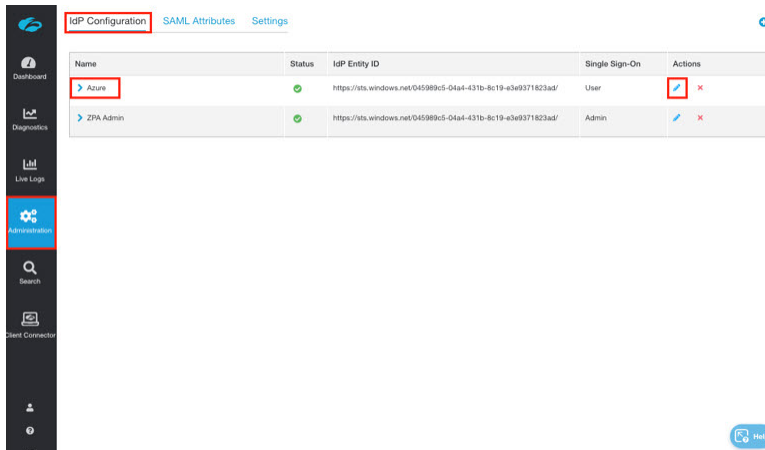 IdP Configuration SAML Attributes Settings
Dashboard
Diagnostics
Live Logs
Administration
Search
Client Connector
Name Status IdP Entity ID Single Sign-On Actions
Azure https://sts.windows.net/045989c5-04a4-431b-8c19-e3e9371823ad/ User
ZPA Admin https://sts.windows.net/045989c5-04a4-431b-8c19-e3e9371823ad/ Admin